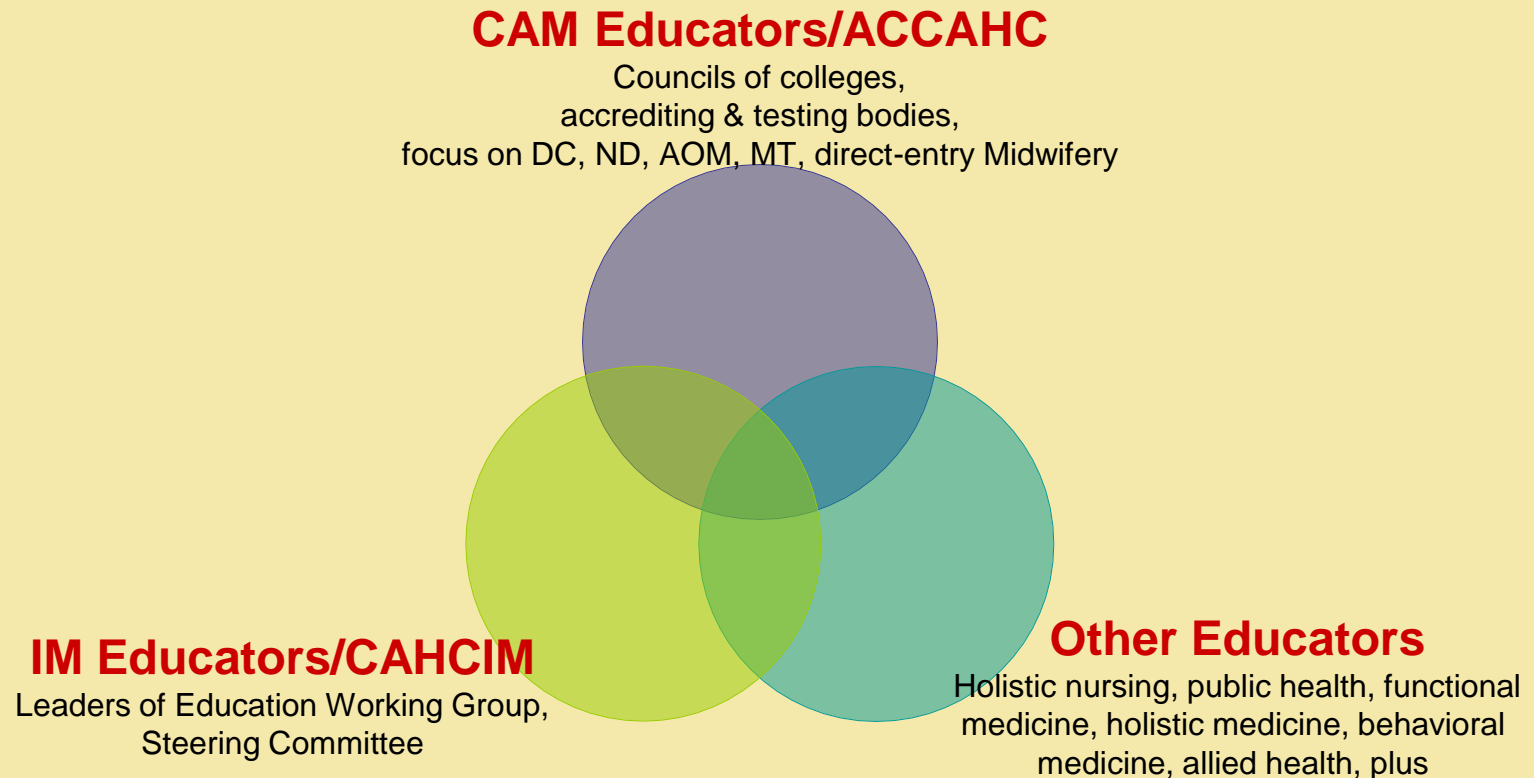 CAM Educators/ACCAHC
Councils of colleges,
accrediting & testing bodies,
focus on DC, ND, AOM, MT, direct-entry Midwifery
IM Educators/CAHCIM
Leaders of Education Working Group,
Steering Committee
Other Educators
Holistic nursing, public health, functional
medicine, holistic medicine, behavioral
medicine, allied health, plus